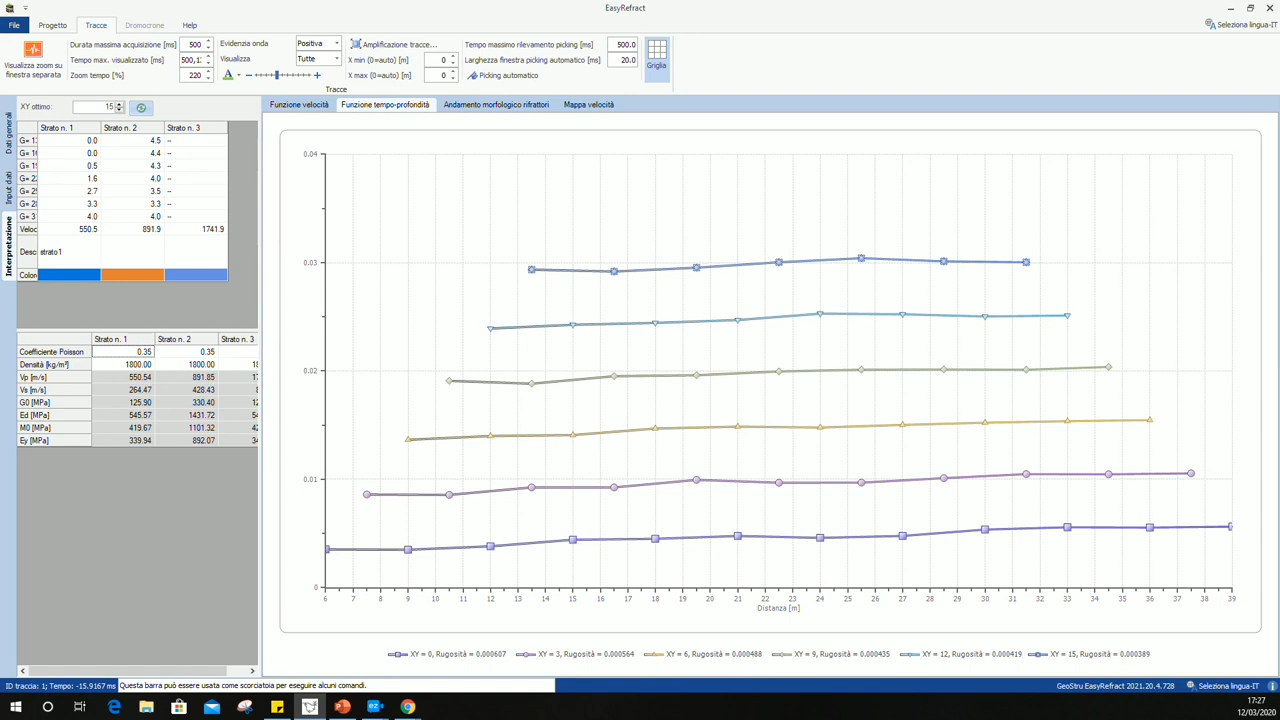 EasyRefract
File Progetto Tracce Dromocrone Help
Seleziona lingua-IT
Visualizza zoom su finestra separata
Durata massima acquisizione [ms] 500
Tempo max. visualizzato [ms]
Zoom tempo [%] 220
Evidenzia onda Positiva
Visualizza Tutte
A
Amplificazione tracce...
X min (0=auto) [m] 0
X max (0=auto) [m] 0
Tempo massimo rilevamento picking [ms] 500.0
Larghezza finestra picking automatico [ms] 20.0
Picking automatico
Griglia
Tracce
Dati generali
Input dati
Interpretazione
XY ottimo: 15
Strato n. 1 Strato n. 2 Strato n. 3
0.0 4.5 --
0.0 4.4 --
0.5 4.3 --
1.6 4.0 --
2.7 3.5 --
3.3 3.3 --
4.0 4.0 --
Veloc 550.5 891.9 1741.9
Desc strato1
Colore
Strato n. 1 Strato n. 2 Strato n. 3
Coefficiente Poisson 0.35 0.35
Densità [kg/m³] 1800.00 1800.00
Vp [m/s] 550.54 891.85
Vs [m/s] 264.47 428.43
G0 [MPa] 125.90 330.40
Ed [MPa] 545.57 1431.72
M0 [MPa] 419.67 1101.32
Ey [MPa] 339.94 892.07
Funzione velocità Funzione tempo-profondità Andamento morfologico rifrattori Mappa velocità
0.04
0.03
0.02
0.01
0
6 7 8 9 10 11 12 13 14 15 16 17 18 19 20 21 22 23 24 25 26 27 28 29 30 31 32 33 34 35 36 37 38 39
Distanza [m]
XY = 0, Rugosità = 0.000607 XY = 3, Rugosità = 0.000564 XY = 6, Rugosità = 0.000488 XY = 9, Rugosità = 0.000435 XY = 12, Rugosità = 0.000419 XY = 15, Rugosità = 0.000389
ID traccia: 1; Tempo: -15.9167 ms
Questa barra può essere usata come scorciatoia per eseguire alcuni comandi.
GeoStru EasyRefract 2021.20.4.728
Seleziona lingua-IT
17:27
12/03/2020